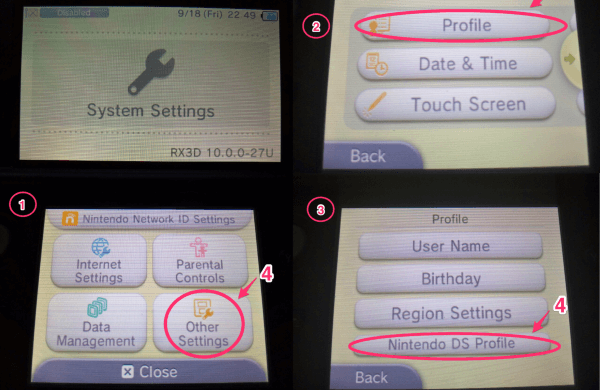 Disabled
9/18 (Fri) 22:49
System Settings
RX3D 10.0.0-27U
2
Profile
Date & Time
Touch Screen
Back
1
Nintendo Network ID Settings
Internet
Settings
Parental
Controls
4
Data
Management
Other
Settings
Close
3
Profile
User Name
Birthday
Region Settings
4
Nintendo DS Profile
Back